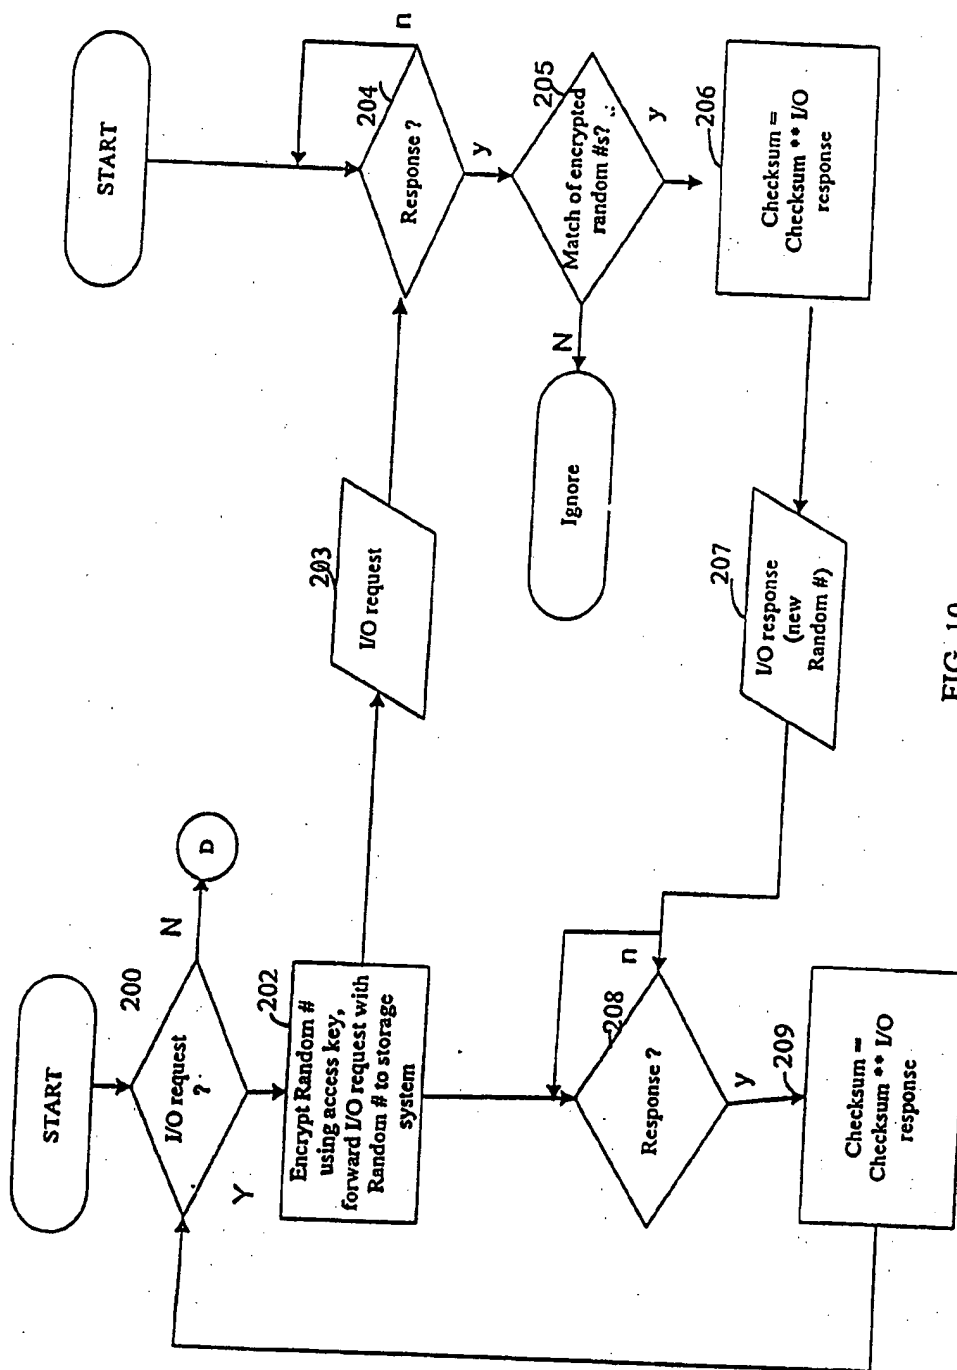 START
200
I/O request
?
N
D
Y
202
Encrypt Random #
using access key,
forward I/O request with
Random # to storage
system
203
I/O request
START
204
Response ?
n
y
205
Match of encrypted
random #s?
N
Ignore
y
206
Checksum =
Checksum ** I/O
response
207
I/O response
(new
Random #)
208
Response ?
n
y
209
Checksum =
Checksum ** I/O
response
FIG. 10